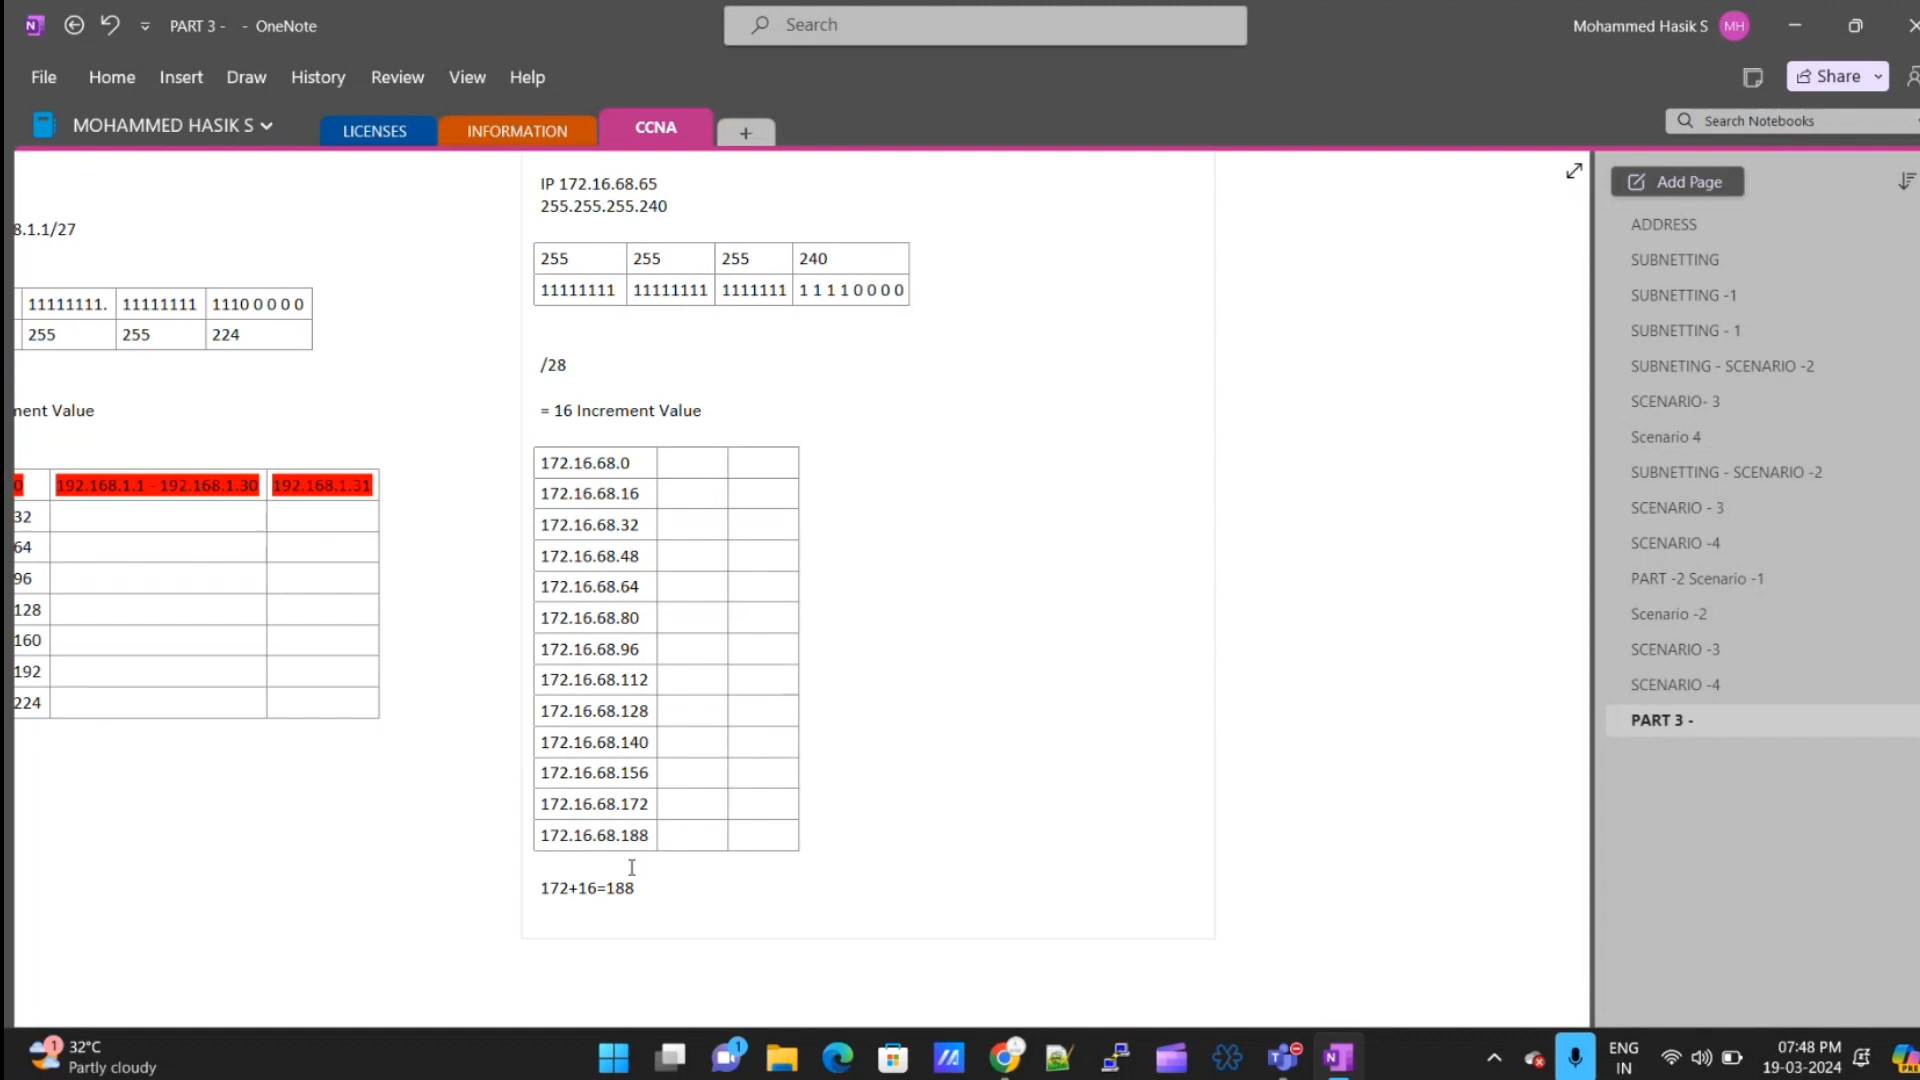 PART 3 -   - OneNote
Search
Mohammed Hasik S
MH
File Home Insert Draw History Review View Help
Share
MOHAMMED HASIK S
LICENSES
INFORMATION
CCNA
+
Search Notebooks
8.1.1/27
11111111. 11111111 1110 0 0 0 0
255 255 224
ment Value
0 192.168.1.1 - 192.168.1.30 192.168.1.31
32
64
96
128
160
192
224
IP 172.16.68.65
255.255.255.240
255 255 255 240
11111111 11111111 1111111 1 1 1 1 0 0 0 0
/28
= 16 Increment Value
172.16.68.0
172.16.68.16
172.16.68.32
172.16.68.48
172.16.68.64
172.16.68.80
172.16.68.96
172.16.68.112
172.16.68.128
172.16.68.140
172.16.68.156
172.16.68.172
172.16.68.188
172+16=188
Add Page
ADDRESS
SUBNETTING
SUBNETTING -1
SUBNETTING - 1
SUBNETING - SCENARIO -2
SCENARIO- 3
Scenario 4
SUBNETTING - SCENARIO -2
SCENARIO - 3
SCENARIO -4
PART -2 Scenario -1
Scenario -2
SCENARIO -3
SCENARIO -4
PART 3 -
1
32°C
Partly cloudy
1
ENG
IN
07:48 PM
19-03-2024
PRE